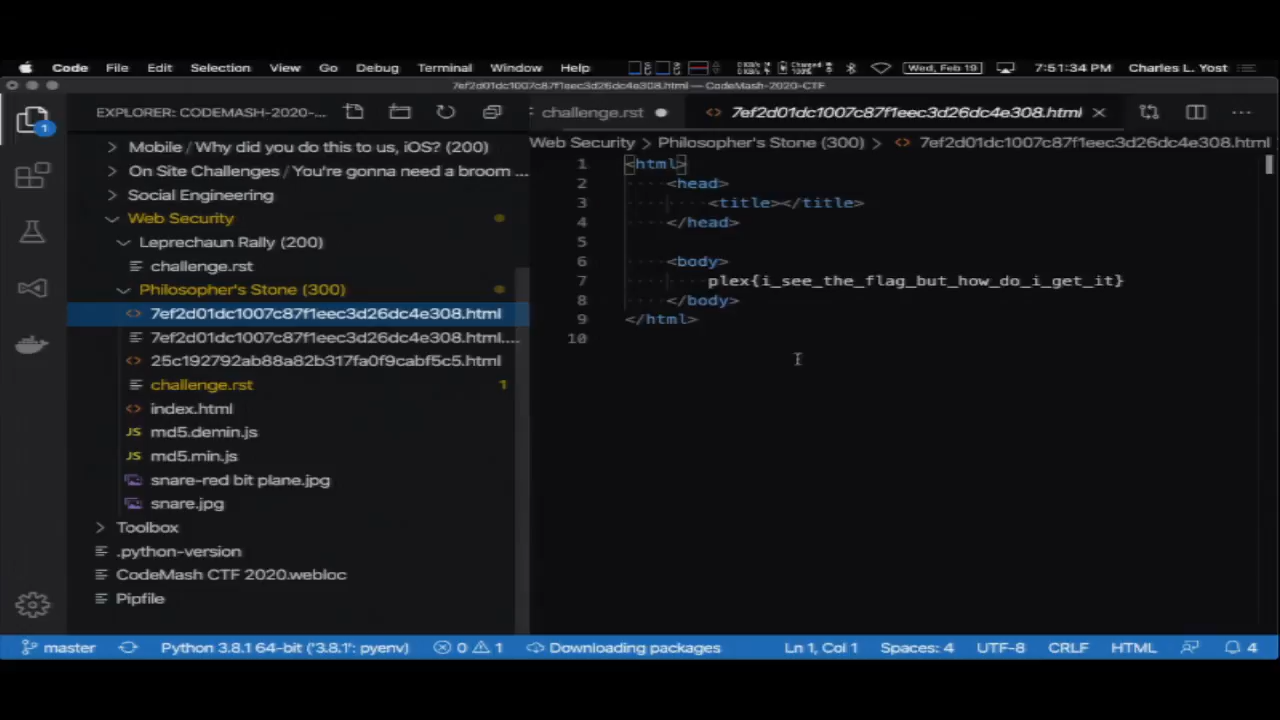 Code File Edit Selection View Go Debug Terminal Window Help Wed, Feb 19 7:51:34 PM Charles L. Yost
7ef2d01dc1007c87f1eec3d26dc4e308.html — CodeMash-2020-CTF
EXPLORER: CODEMASH-2020-...
challenge.rst
7ef2d01dc1007c87f1eec3d26dc4e308.html
Web Security > Philosopher's Stone (300) > 7ef2d01dc1007c87f1eec3d26dc4e308.html
1
Mobile / Why did you do this to us, iOS? (200)
On Site Challenges / You're gonna need a broom ...
Social Engineering
Web Security
Leprechaun Rally (200)
challenge.rst
Philosopher's Stone (300)
7ef2d01dc1007c87f1eec3d26dc4e308.html
7ef2d01dc1007c87f1eec3d26dc4e308.html....
25c192792ab88a82b317fa0f9cabf5c5.html
challenge.rst 1
index.html
md5.demin.js
md5.min.js
snare-red bit plane.jpg
snare.jpg
Toolbox
.python-version
CodeMash CTF 2020.webloc
Pipfile
1 <html>
2 <head>
3 <title></title>
4 </head>
5
6 <body>
7 plex{i_see_the_flag_but_how_do_i_get_it}
8 </body>
9 </html>
10
master Python 3.8.1 64-bit ('3.8.1': pyenv) 0 1 Downloading packages Ln 1, Col 1 Spaces: 4 UTF-8 CRLF HTML 4